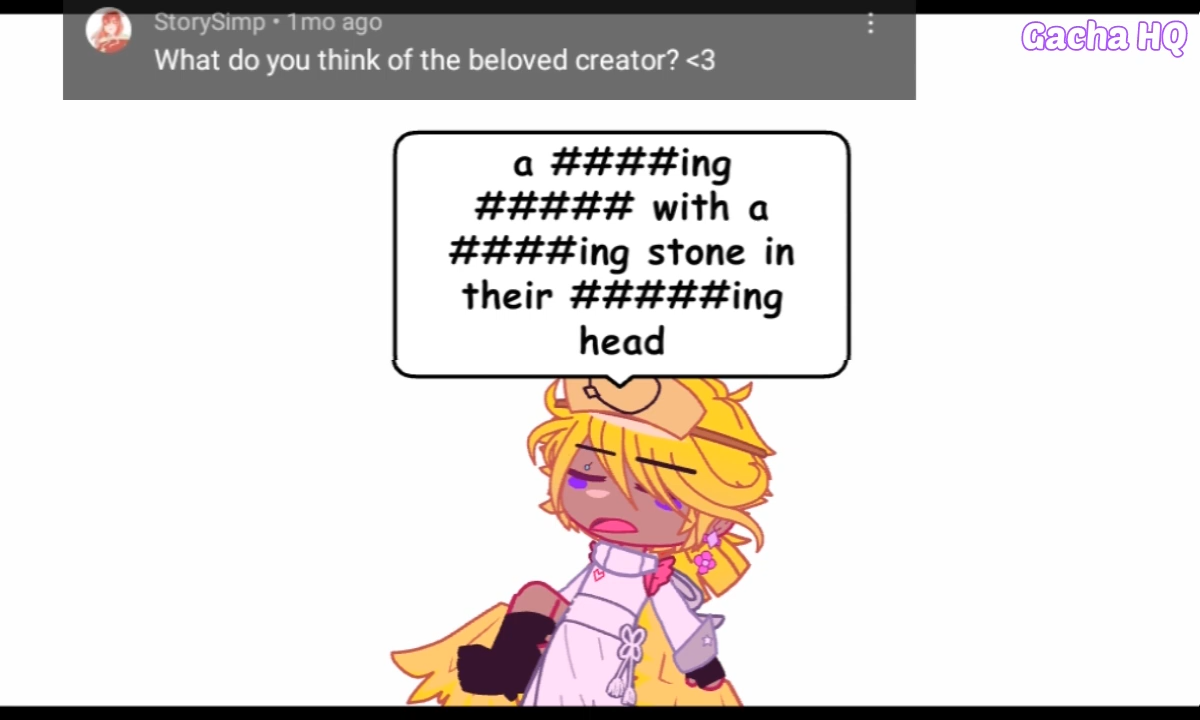 StorySimp • 1mo ago
What do you think of the beloved creator? <3
Gacha HQ
a ####ing
##### with a
####ing stone in
their #####ing
head